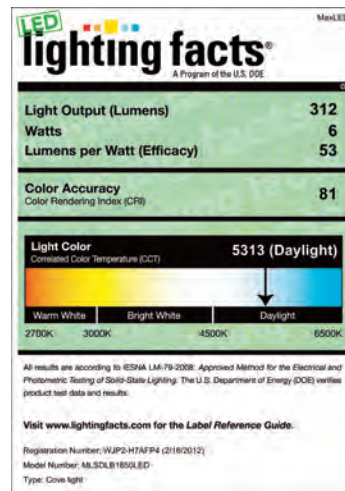 MaxLED
LED
lighting facts®
A Program of the U.S. DOE
Light Output (Lumens) 312
Watts 6
Lumens per Watt (Efficacy) 53
Color Accuracy 81
Color Rendering Index (CRI)
Light Color 5313 (Daylight)
Correlated Color Temperature (CCT)
Warm White Bright White Daylight
2700K 3000K 4500K 6500K
All results are according to IESNA LM-79-2008: Approved Method for the Electrical and
Photometric Testing of Solid-State Lighting. The U.S. Department of Energy (DOE) verifies
product test data and results.
Visit www.lightingfacts.com for the Label Reference Guide.
Registration Number: WJP2-H7AFP4 (2/16/2012)
Model Number: MLSDLB1650LED
Type: Cove light